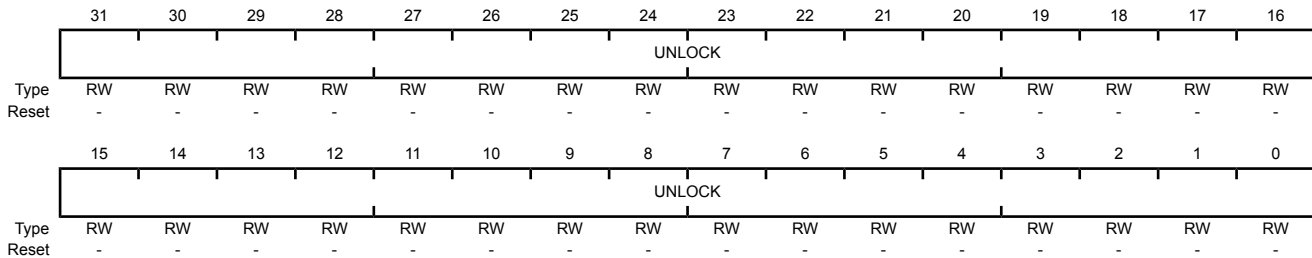 31 30 29 28 27 26 25 24 23 22 21 20 19 18 17 16
UNLOCK
Type RW RW RW RW RW RW RW RW RW RW RW RW RW RW RW RW
Reset - - - - - - - - - - - - - - - -
15 14 13 12 11 10 9 8 7 6 5 4 3 2 1 0
UNLOCK
Type RW RW RW RW RW RW RW RW RW RW RW RW RW RW RW RW
Reset - - - - - - - - - - - - - - - -